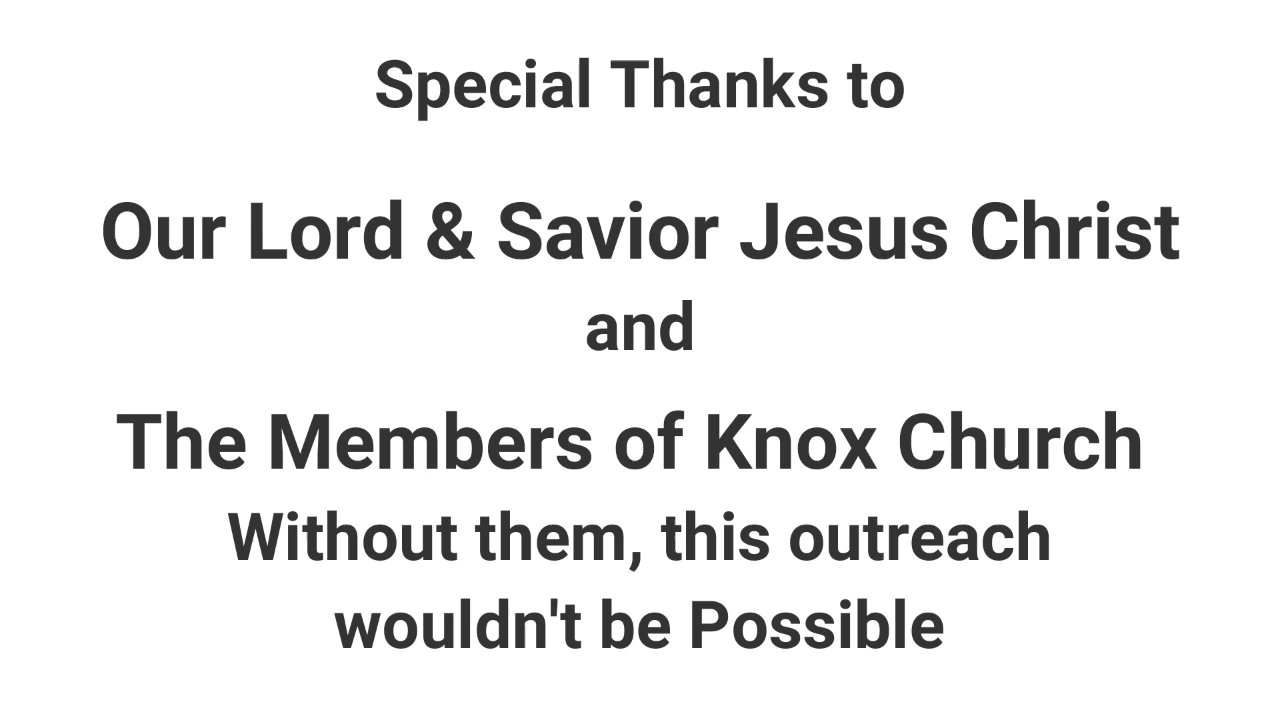 Special Thanks to
Our Lord & Savior Jesus Christ
and
The Members of Knox Church
Without them, this outreach
wouldn't be Possible